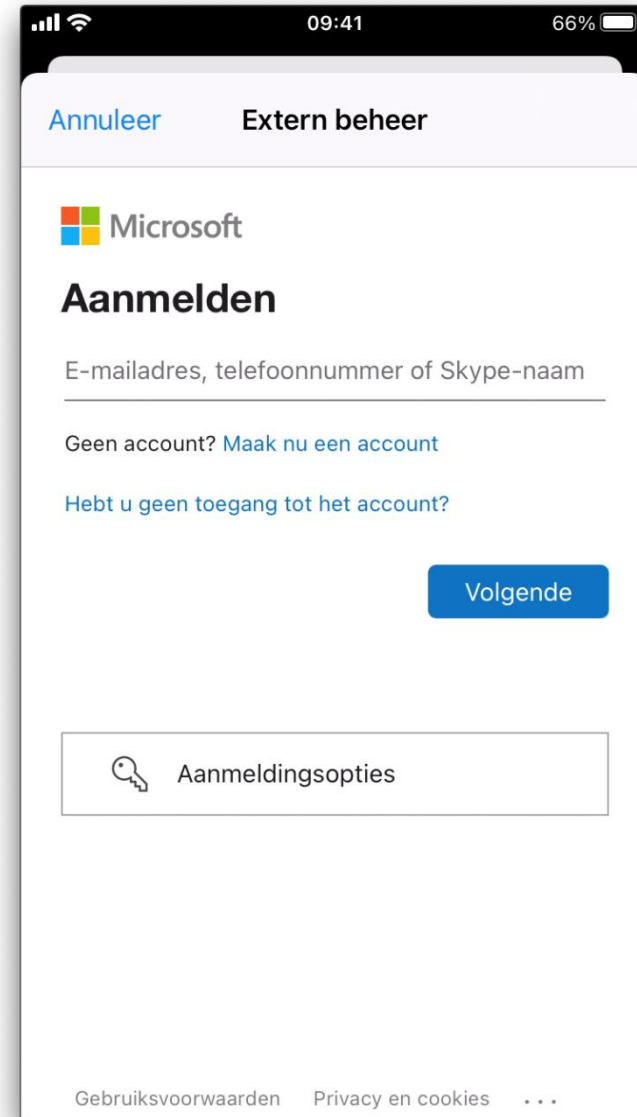 09:41 66%
Annuleer Extern beheer
Microsoft
Aanmelden
E-mailadres, telefoonnummer of Skype-naam
Geen account? Maak nu een account
Hebt u geen toegang tot het account?
Volgende
Aanmeldingsopties
Gebruiksvoorwaarden Privacy en cookies ...